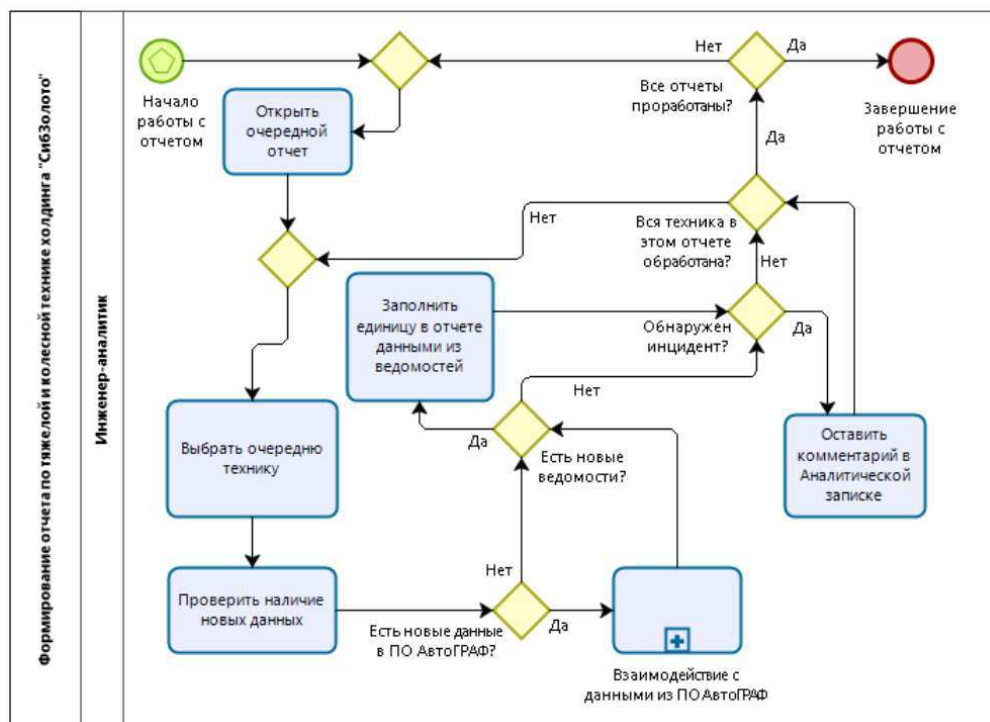 Формирование отчета по тяжелой и колесной технике холдинга "СибЗолото"
Инженер-аналитик
Начало
работы с
отчетом
Открыть
очередной
отчет
Нет
Да
Все отчеты
проработаны?
Завершение
работы с
отчетом
Да
Нет
Вся техника в
этом отчете
обработана?
Нет
Заполнить
единицу в отчете
данными из
ведомостей
Обнаружен
инцидент?
Да
Нет
Выбрать очередню
технику
Да
Есть новые
ведомости?
Оставить
комментарий в
Аналитической
записке
Нет
Проверить наличие
новых данных
Есть новые данные
в ПО АвтоГРАФ?
Да
Взаимодействие с
данными из ПО АвтоГРАФ